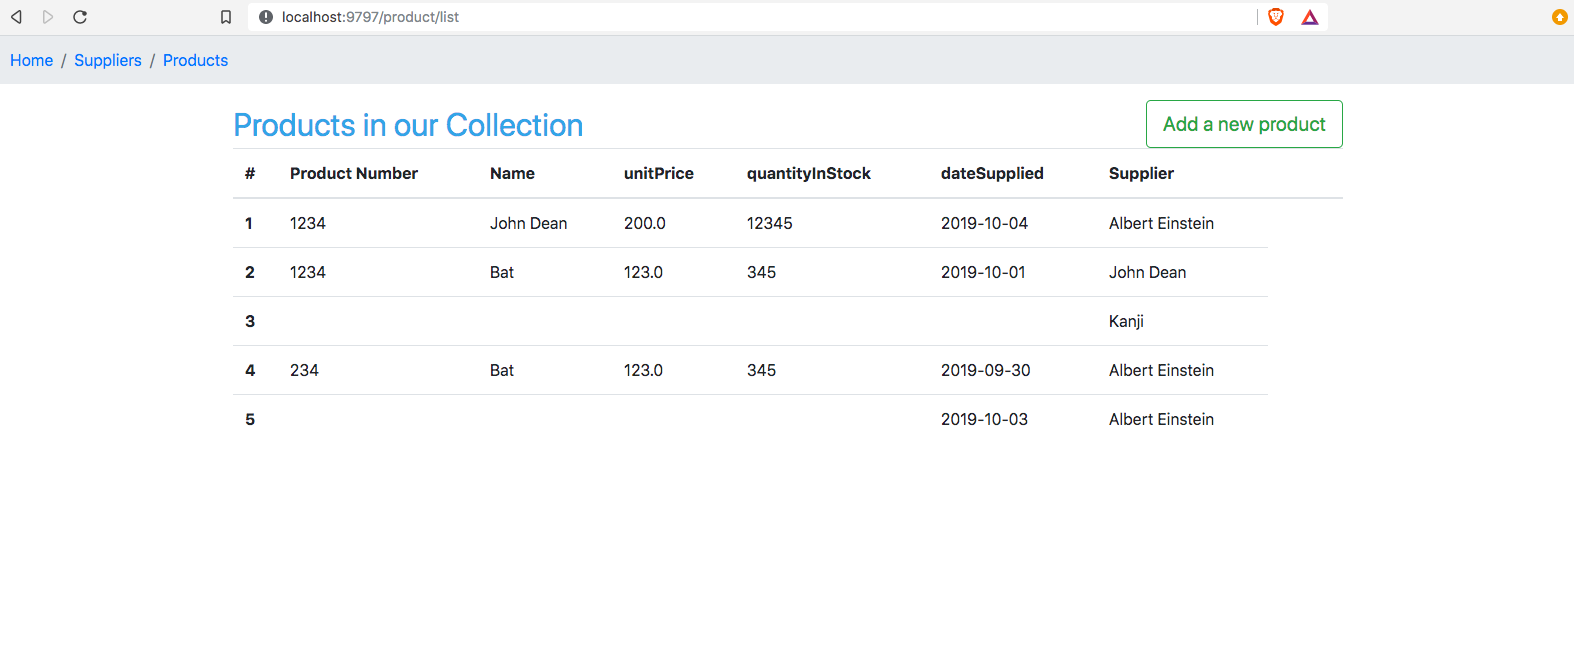 localhost:9797/product/list
Home / Suppliers / Products
Products in our Collection
Add a new product
# Product Number Name unitPrice quantityInStock dateSupplied Supplier
1 1234 John Dean 200.0 12345 2019-10-04 Albert Einstein
2 1234 Bat 123.0 345 2019-10-01 John Dean
3 Kanji
4 234 Bat 123.0 345 2019-09-30 Albert Einstein
5 2019-10-03 Albert Einstein